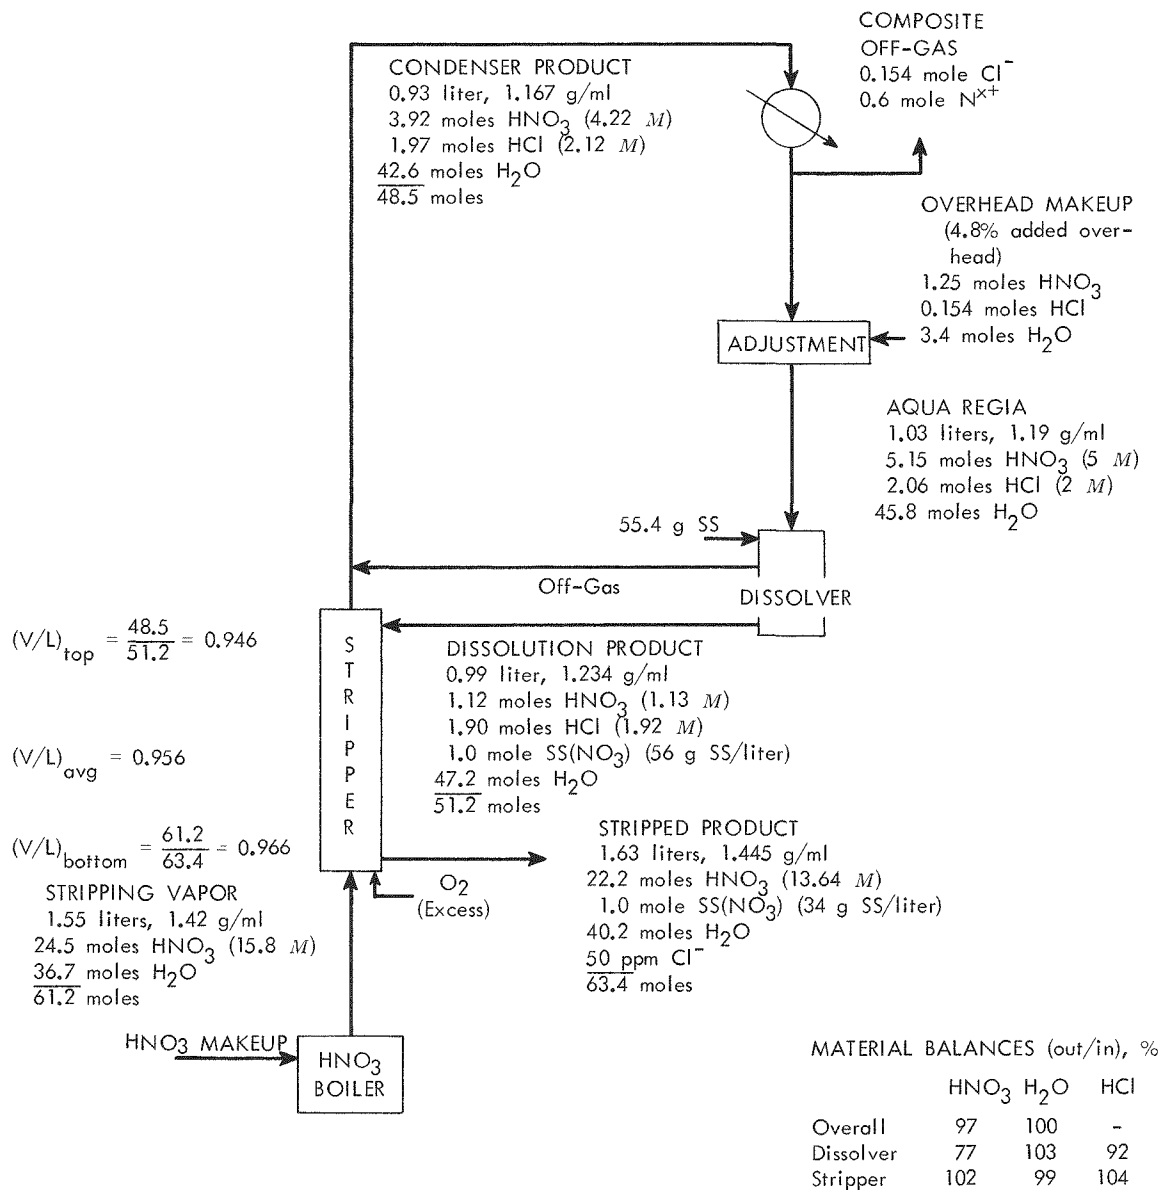 COMPOSITE
OFF-GAS
0.154 mole Cl⁻
0.6 mole Nˣ⁺
CONDENSER PRODUCT
0.93 liter, 1.167 g/ml
3.92 moles HNO₃ (4.22 M)
1.97 moles HCl (2.12 M)
42.6 moles H₂O
48.5 moles
OVERHEAD MAKEUP
(4.8% added over-
head)
1.25 moles HNO₃
0.154 moles HCl
3.4 moles H₂O
ADJUSTMENT
AQUA REGIA
1.03 liters, 1.19 g/ml
5.15 moles HNO₃ (5 M)
2.06 moles HCl (2 M)
45.8 moles H₂O
55.4 g SS
Off-Gas
DISSOLVER
STRIPPER
(V/L)top = 48.5/51.2 = 0.946
(V/L)avg = 0.956
(V/L)bottom = 61.2/63.4 = 0.966
DISSOLUTION PRODUCT
0.99 liter, 1.234 g/ml
1.12 moles HNO₃ (1.13 M)
1.90 moles HCl (1.92 M)
1.0 mole SS(NO₃) (56 g SS/liter)
47.2 moles H₂O
51.2 moles
STRIPPED PRODUCT
1.63 liters, 1.445 g/ml
22.2 moles HNO₃ (13.64 M)
1.0 mole SS(NO₃) (34 g SS/liter)
40.2 moles H₂O
50 ppm Cl⁻
63.4 moles
O₂
(Excess)
STRIPPING VAPOR
1.55 liters, 1.42 g/ml
24.5 moles HNO₃ (15.8 M)
36.7 moles H₂O
61.2 moles
HNO3 MAKEUP
HNO₃
BOILER
MATERIAL BALANCES (out/in), %
HNO₃ H₂O HCl
Overall 97 100 -
Dissolver 77 103 92
Stripper 102 99 104